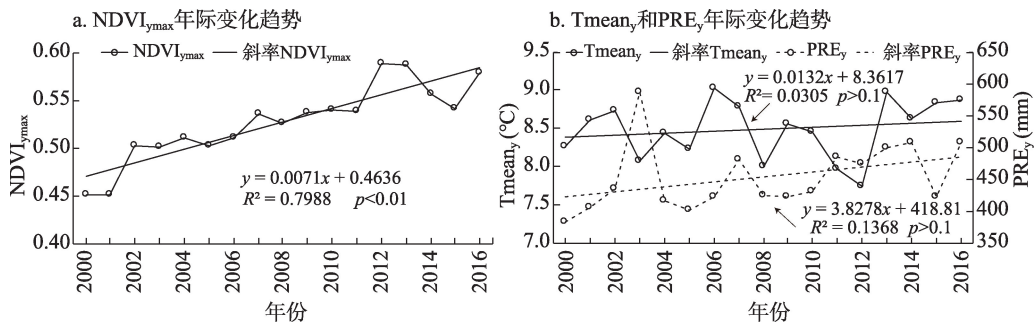 a. NDVIymax年际变化趋势
NDVIymax 斜率NDVIymax
0.60
0.55
0.50
0.45
0.40
NDVIymax
y = 0.0071x + 0.4636
R² = 0.7988 p<0.01
2000 2002 2004 2006 2008 2010 2012 2014 2016
年份
b. Tmeany和PREy年际变化趋势
Tmeany 斜率Tmeany PREy 斜率PREy
9.5
9.0
8.5
8.0
7.5
7.0
Tmeany (°C)
y = 0.0132x + 8.3617
R² = 0.0305 p>0.1
y = 3.8278x + 418.81
R² = 0.1368 p>0.1
650
600
550
500
450
400
350
PREy (mm)
2000 2002 2004 2006 2008 2010 2012 2014 2016
年份